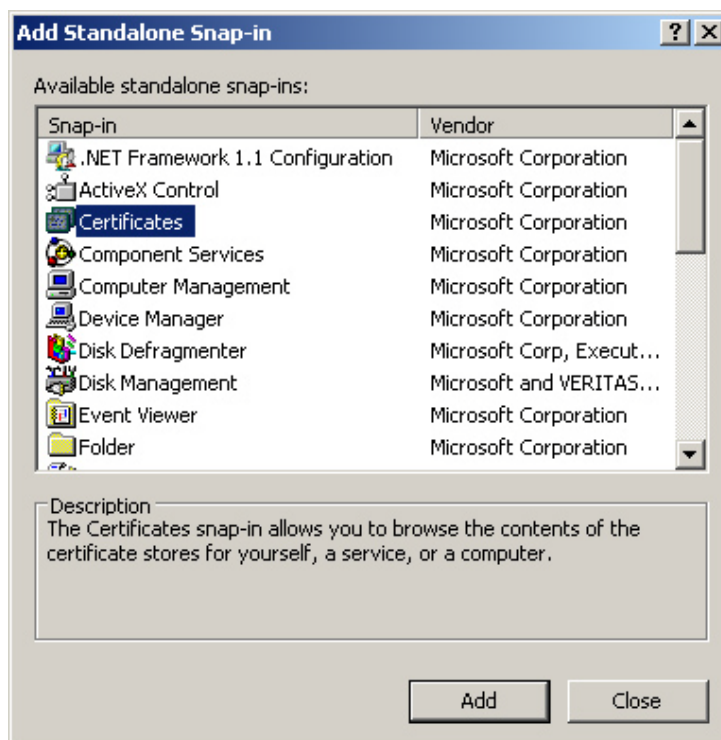 Add Standalone Snap-in
Available standalone snap-ins:
Snap-in Vendor
.NET Framework 1.1 Configuration Microsoft Corporation
ActiveX Control Microsoft Corporation
Certificates Microsoft Corporation
Component Services Microsoft Corporation
Computer Management Microsoft Corporation
Device Manager Microsoft Corporation
Disk Defragmenter Microsoft Corp, Execut...
Disk Management Microsoft and VERITAS...
Event Viewer Microsoft Corporation
Folder Microsoft Corporation
Description
The Certificates snap-in allows you to browse the contents of the
certificate stores for yourself, a service, or a computer.
Add Close